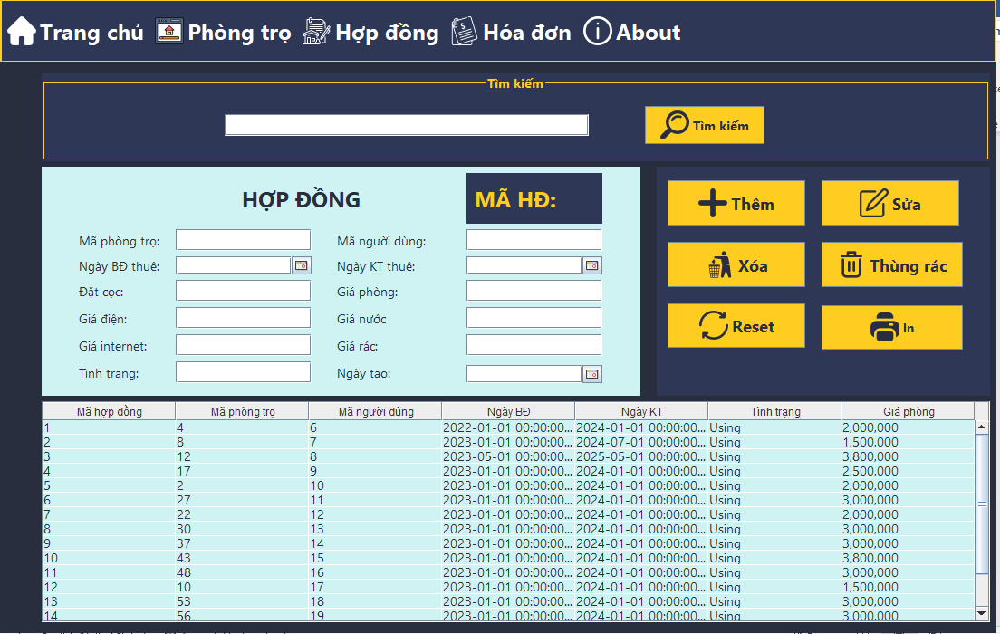 Trang chủ Phòng trọ Hợp đồng Hóa đơn About
Tìm kiếm
Tìm kiếm
HỢP ĐỒNG MÃ HĐ:
Mã phòng trọ: Mã người dùng:
Ngày BĐ thuê: Ngày KT thuê:
Đặt cọc: Giá phòng:
Giá điện: Giá nước
Giá internet: Giá rác:
Tình trạng: Ngày tạo:
Thêm Sửa
Xóa Thùng rác
Reset In
Mã hợp đồng Mã phòng trọ Mã người dùng Ngày BĐ Ngày KT Tình trạng Giá phòng
1 4 6 2022-01-01 00:00:00... 2024-01-01 00:00:00... Using 2,000,000
2 8 7 2023-01-01 00:00:00... 2024-07-01 00:00:00... Using 1,500,000
3 12 8 2023-05-01 00:00:00... 2025-05-01 00:00:00... Using 3,800,000
4 17 9 2023-01-01 00:00:00... 2024-01-01 00:00:00... Using 2,500,000
5 2 10 2023-01-01 00:00:00... 2024-01-01 00:00:00... Using 2,000,000
6 27 11 2023-01-01 00:00:00... 2024-01-01 00:00:00... Using 3,000,000
7 22 12 2023-01-01 00:00:00... 2024-01-01 00:00:00... Using 2,000,000
8 30 13 2023-01-01 00:00:00... 2024-01-01 00:00:00... Using 3,000,000
9 37 14 2023-01-01 00:00:00... 2024-01-01 00:00:00... Using 3,000,000
10 43 15 2023-01-01 00:00:00... 2024-01-01 00:00:00... Using 3,800,000
11 48 16 2023-01-01 00:00:00... 2024-01-01 00:00:00... Using 3,000,000
12 10 17 2023-01-01 00:00:00... 2024-01-01 00:00:00... Using 1,500,000
13 53 18 2023-01-01 00:00:00... 2024-01-01 00:00:00... Using 3,000,000
14 56 19 2023-01-01 00:00:00... 2024-01-01 00:00:00... Using 3,000,000